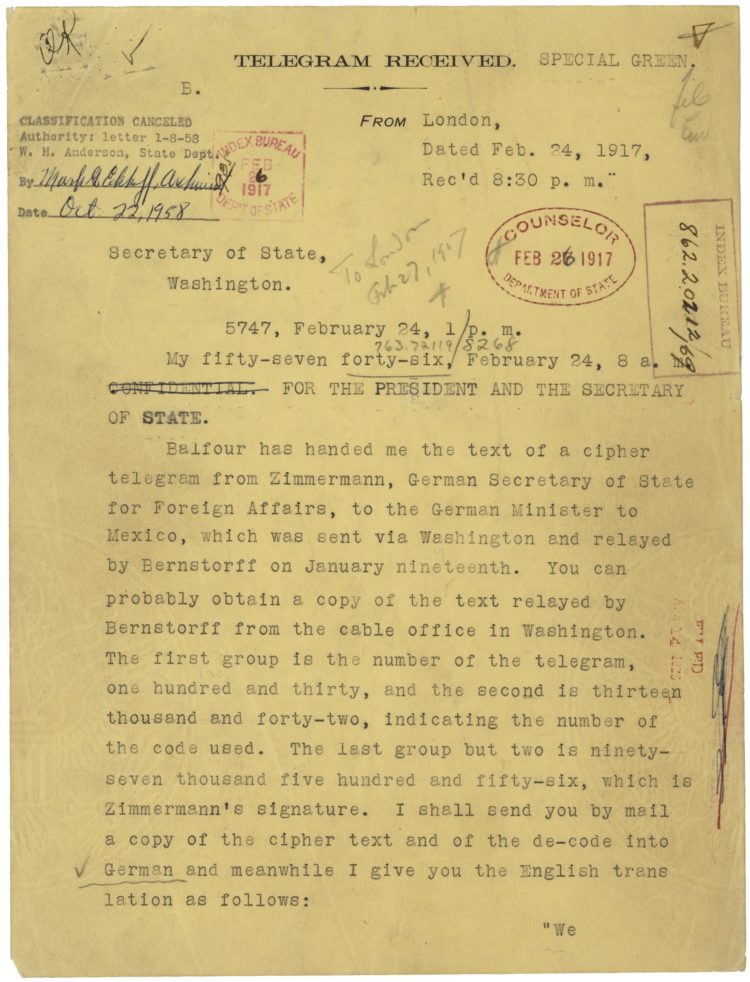 OK
TELEGRAM RECEIVED. SPECIAL GREEN.
B.
CLASSIFICATION CANCELED
Authority: letter 1-8-58
W. H. Anderson, State Dept.
By
Date Oct. 22, 1958
INDEX BUREAU
FEB
26
1917
DEP'T OF STATE
FROM London,
Dated Feb. 24, 1917,
Rec'd 8:30 p. m."
To London
Feb. 27, 1917
COUNSELOR
FEB 26 1917
DEPARTMENT OF STATE
INDEX BUREAU
862.20212/69
Secretary of State,
Washington.
5747, February 24, 1 p. m.
763.72119/8268
My fifty-seven forty-six, February 24, 8 a. m.
CONFIDENTIAL. FOR THE PRESIDENT AND THE SECRETARY
OF STATE.
Balfour has handed me the text of a cipher
telegram from Zimmermann, German Secretary of State
for Foreign Affairs, to the German Minister to
Mexico, which was sent via Washington and relayed
by Bernstorff on January nineteenth. You can
probably obtain a copy of the text relayed by
Bernstorff from the cable office in Washington.
The first group is the number of the telegram,
one hundred and thirty, and the second is thirteen
thousand and forty-two, indicating the number of
the code used. The last group but two is ninety-
seven thousand five hundred and fifty-six, which is
Zimmermann's signature. I shall send you by mail
a copy of the cipher text and of the de-code into
German and meanwhile I give you the English trans
lation as follows:
"We
FILED